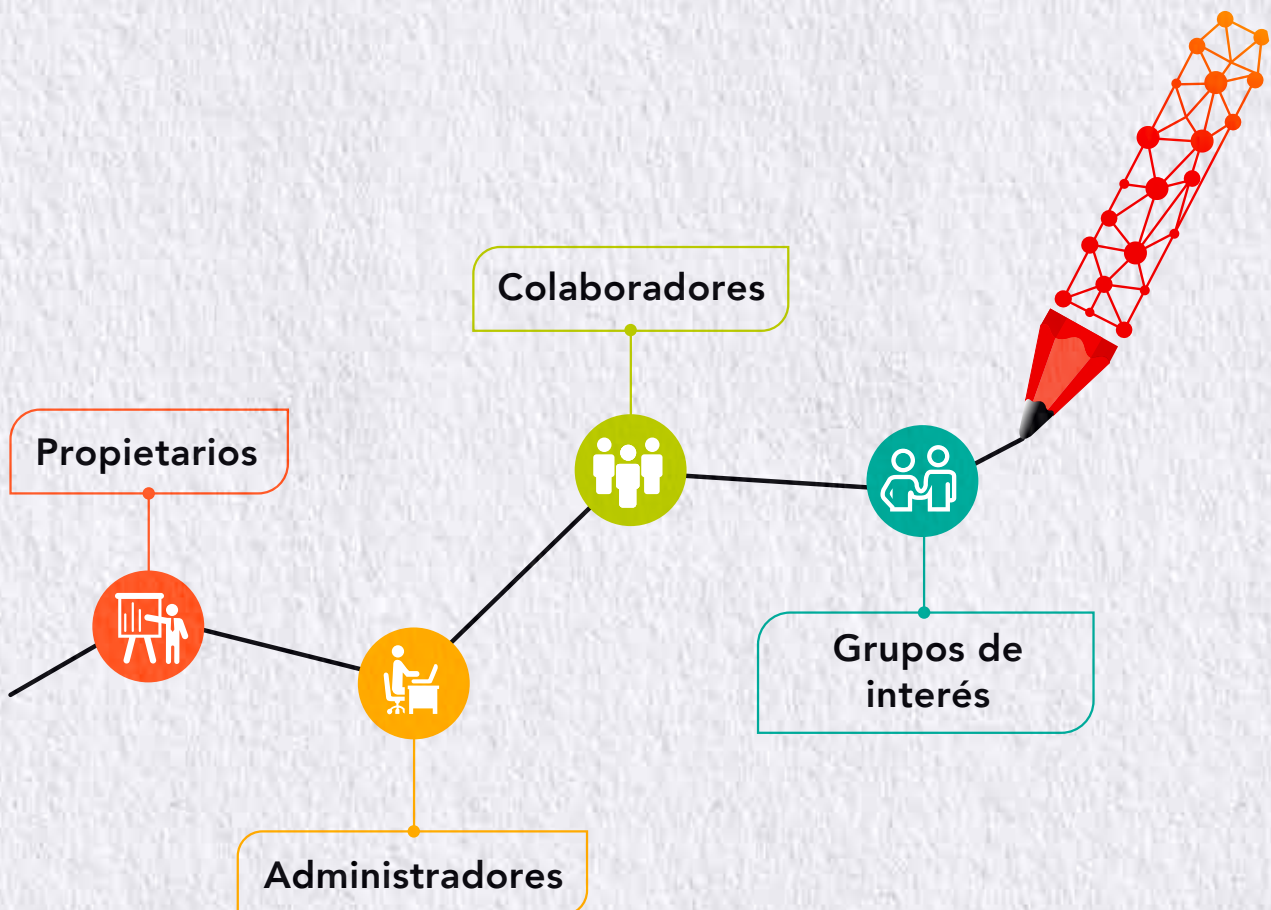 Colaboradores
Propietarios
Grupos de
interés
Administradores